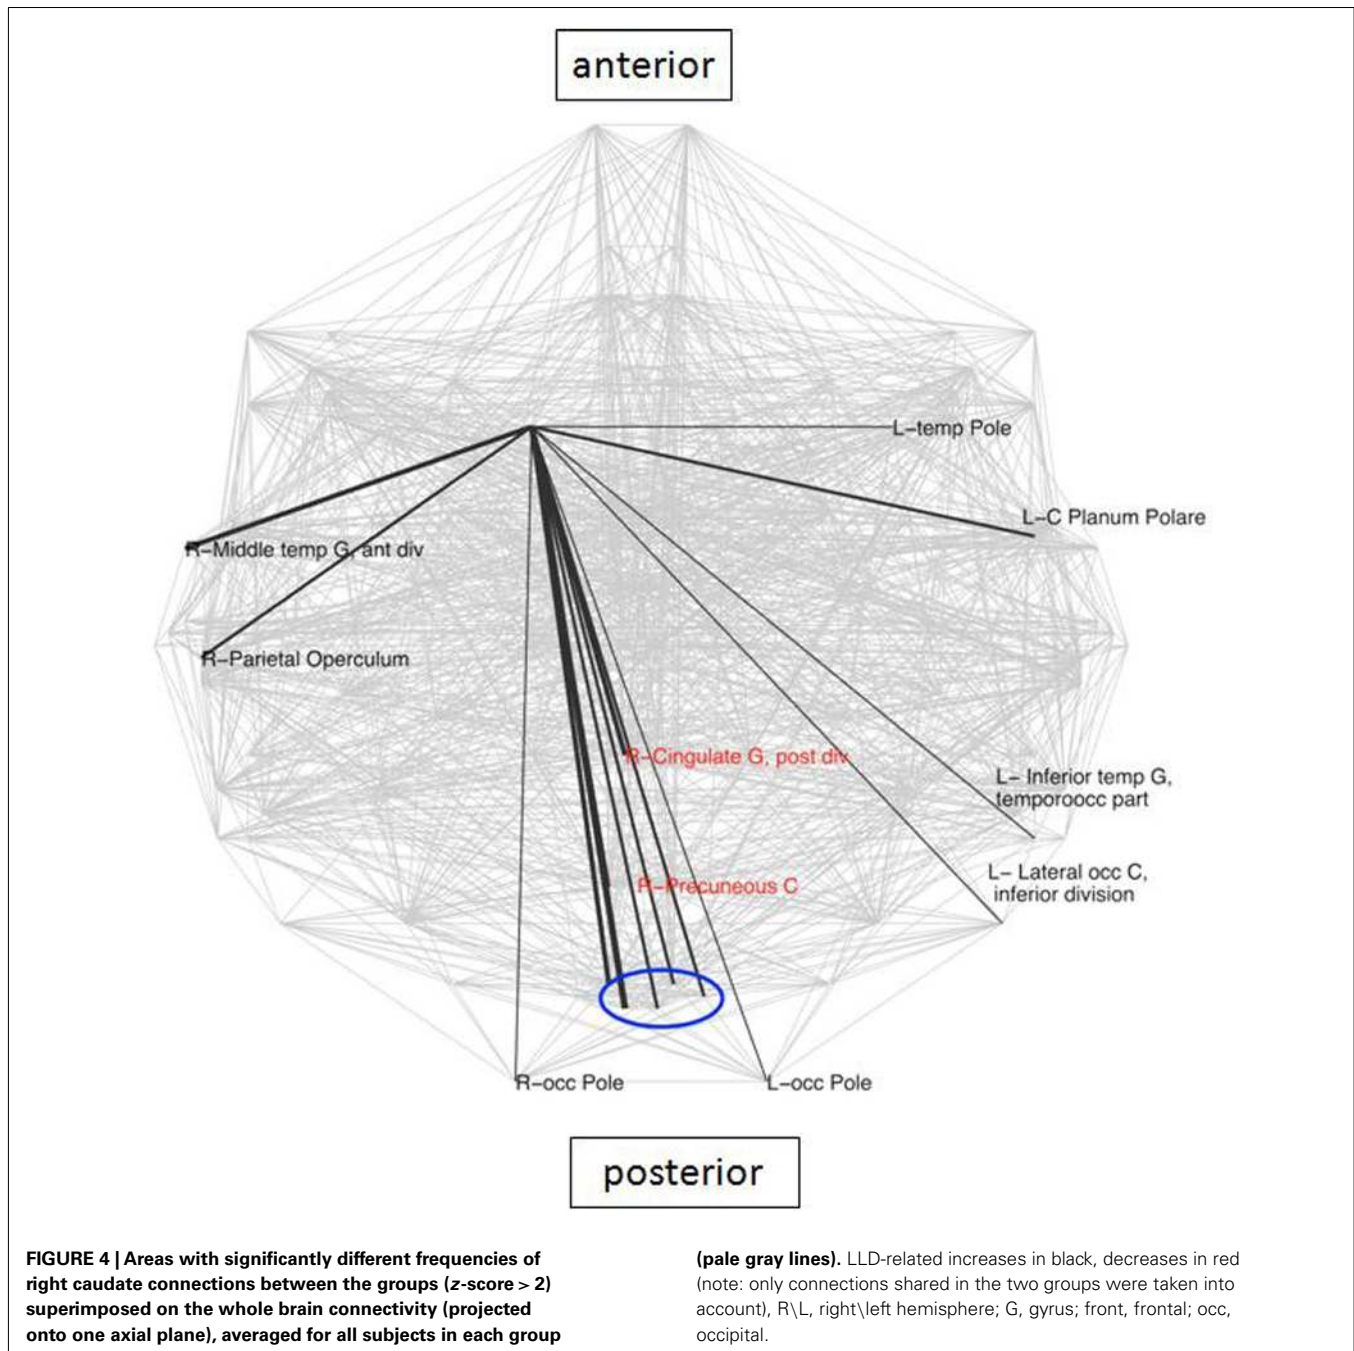 anterior
L-temp Pole
L-C Planum Polare
R-Middle temp G, ant div
R-Parietal Operculum
R-Cingulate G, post div
L- Inferior temp G,
temporoocc part
R-Precuneous C
L- Lateral occ C,
inferior division
R-occ Pole
L-occ Pole
posterior
FIGURE 4 | Areas with significantly different frequencies of
right caudate connections between the groups (z-score > 2)
superimposed on the whole brain connectivity (projected
onto one axial plane), averaged for all subjects in each group
(pale gray lines). LLD-related increases in black, decreases in red
(note: only connections shared in the two groups were taken into
account), R\L, right\left hemisphere; G, gyrus; front, frontal; occ,
occipital.